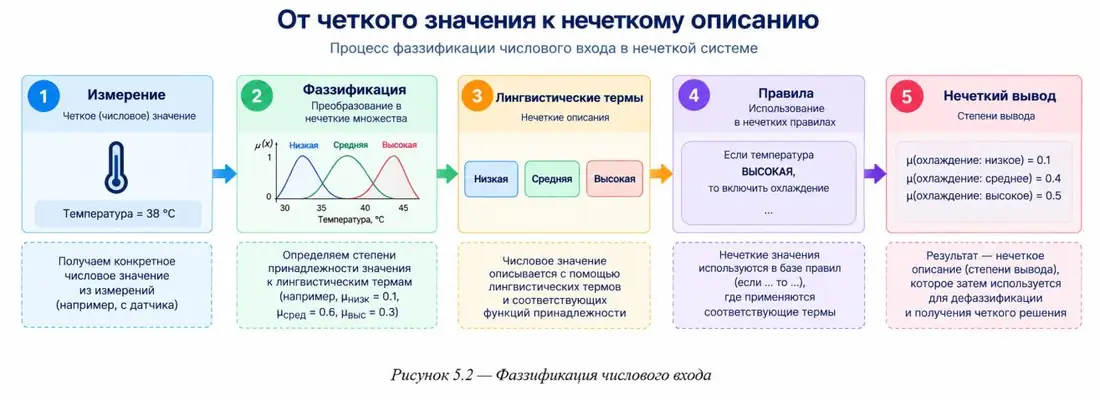 От четкого значения к нечеткому описанию
Процесс фаззификации числового входа в нечеткой системе
1
Измерение
Четкое (числовое) значение
Температура = 38 °C
Получаем конкретное
числовое значение
из измерений
(например, с датчика)
2
Фаззификация
Преобразование в
нечеткие множества
μ(x)
Низкая Средняя Высокая
1
0
30 35 40 45
Температура, °C
Определяем степени
принадлежности значения
к лингвистическим термам
(например, μнизк = 0.1,
μсред = 0.6, μвыс = 0.3)
3
Лингвистические термы
Нечеткие описания
Низкая Средняя Высокая
Числовое значение
описывается с помощью
лингвистических термов
и соответствующих
функций принадлежности
4
Правила
Использование
в нечетких правилах
Если температура
ВЫСОКАЯ,
то включить охлаждение
...
Нечеткие значения
используются в базе правил
(если ... то ...),
где применяются
соответствующие термы
5
Нечеткий вывод
Степени вывода
μ(охлаждение: низкое) = 0.1
μ(охлаждение: среднее) = 0.4
μ(охлаждение: высокое) = 0.5
Результат — нечеткое
описание (степени вывода),
которое затем используется
для дефаззификации
и получения четкого решения
Рисунок 5.2 — Фаззификация числового входа